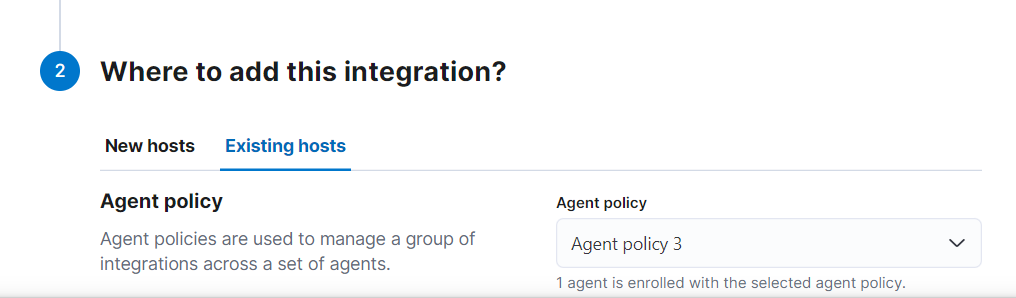 2
Where to add this integration?
New hosts
Existing hosts
Agent policy
Agent policies are used to manage a group of
integrations across a set of agents.
Agent policy
Agent policy 3
1 agent is enrolled with the selected agent policy.